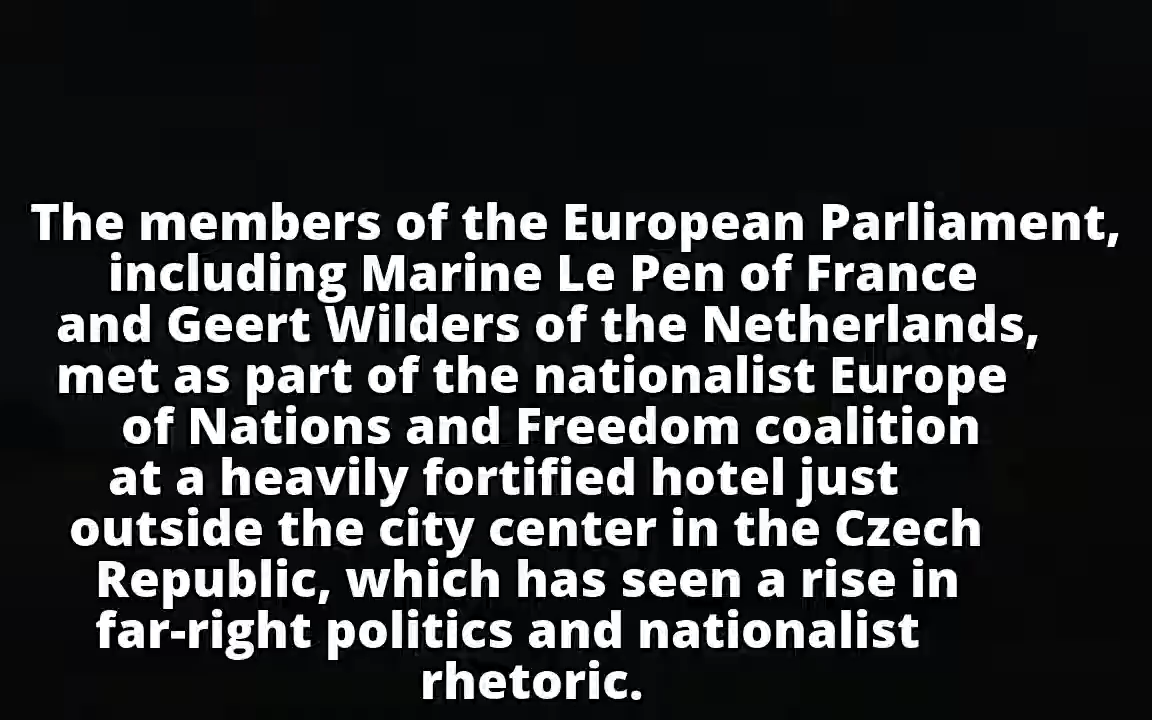 The members of the European Parliament,
including Marine Le Pen of France
and Geert Wilders of the Netherlands,
met as part of the nationalist Europe
of Nations and Freedom coalition
at a heavily fortified hotel just
outside the city center in the Czech
Republic, which has seen a rise in
far-right politics and nationalist
rhetoric.